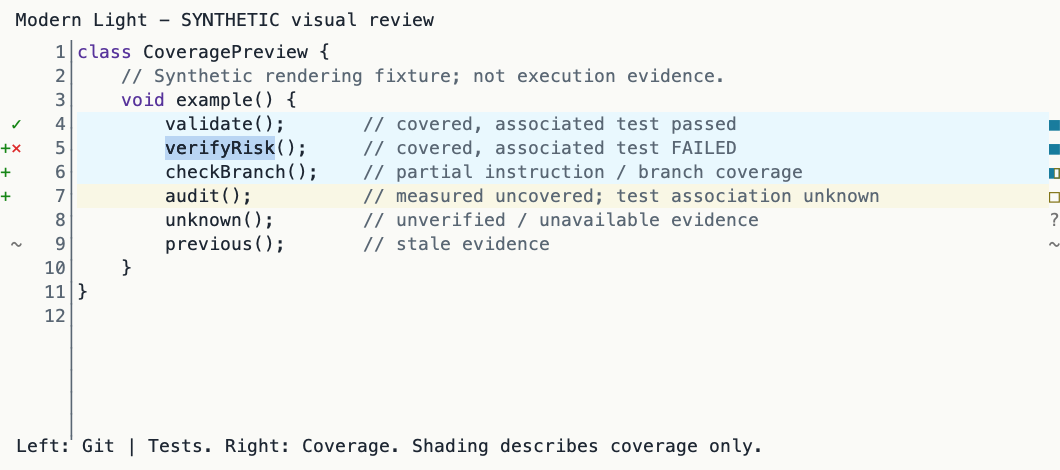 Modern Light – SYNTHETIC visual review
1 class CoveragePreview {
2     // Synthetic rendering fixture; not execution evidence.
3     void example() {
✓ 4         validate();       // covered, associated test passed
+× 5         verifyRisk();     // covered, associated test FAILED
+ 6         checkBranch();    // partial instruction / branch coverage
+ 7         audit();          // measured uncovered; test association unknown
8         unknown();        // unverified / unavailable evidence ?
~ 9         previous();       // stale evidence ~
10     }
11 }
12
Left: Git | Tests. Right: Coverage. Shading describes coverage only.